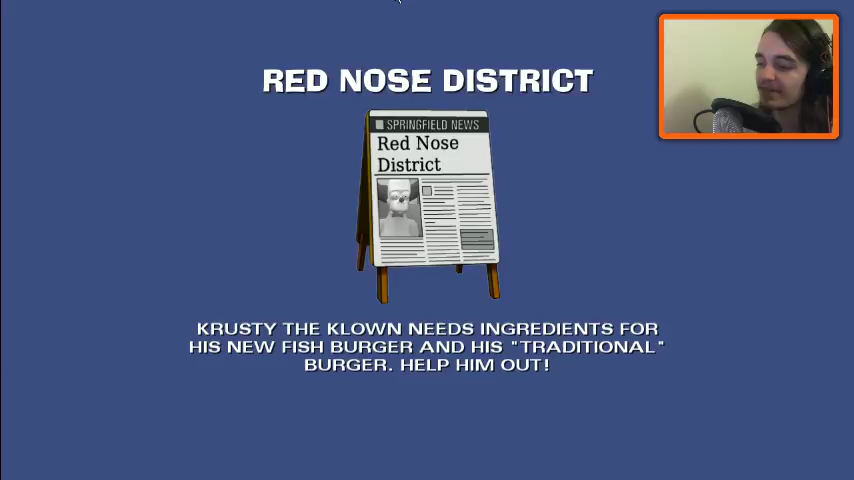 RED NOSE DISTRICT
SPRINGFIELD NEWS
Red Nose
District
KRUSTY THE KLOWN NEEDS INGREDIENTS FOR
HIS NEW FISH BURGER AND HIS "TRADITIONAL"
BURGER. HELP HIM OUT!